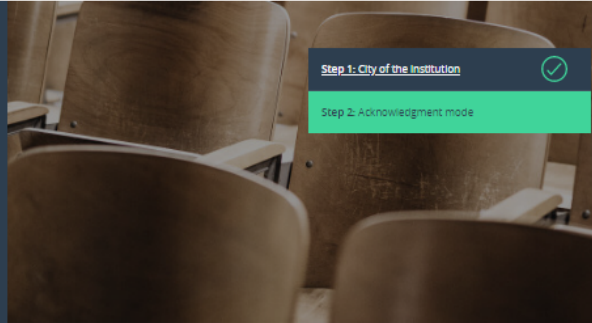 Step 1: City of the Institution
Step 2: Acknowledgment mode